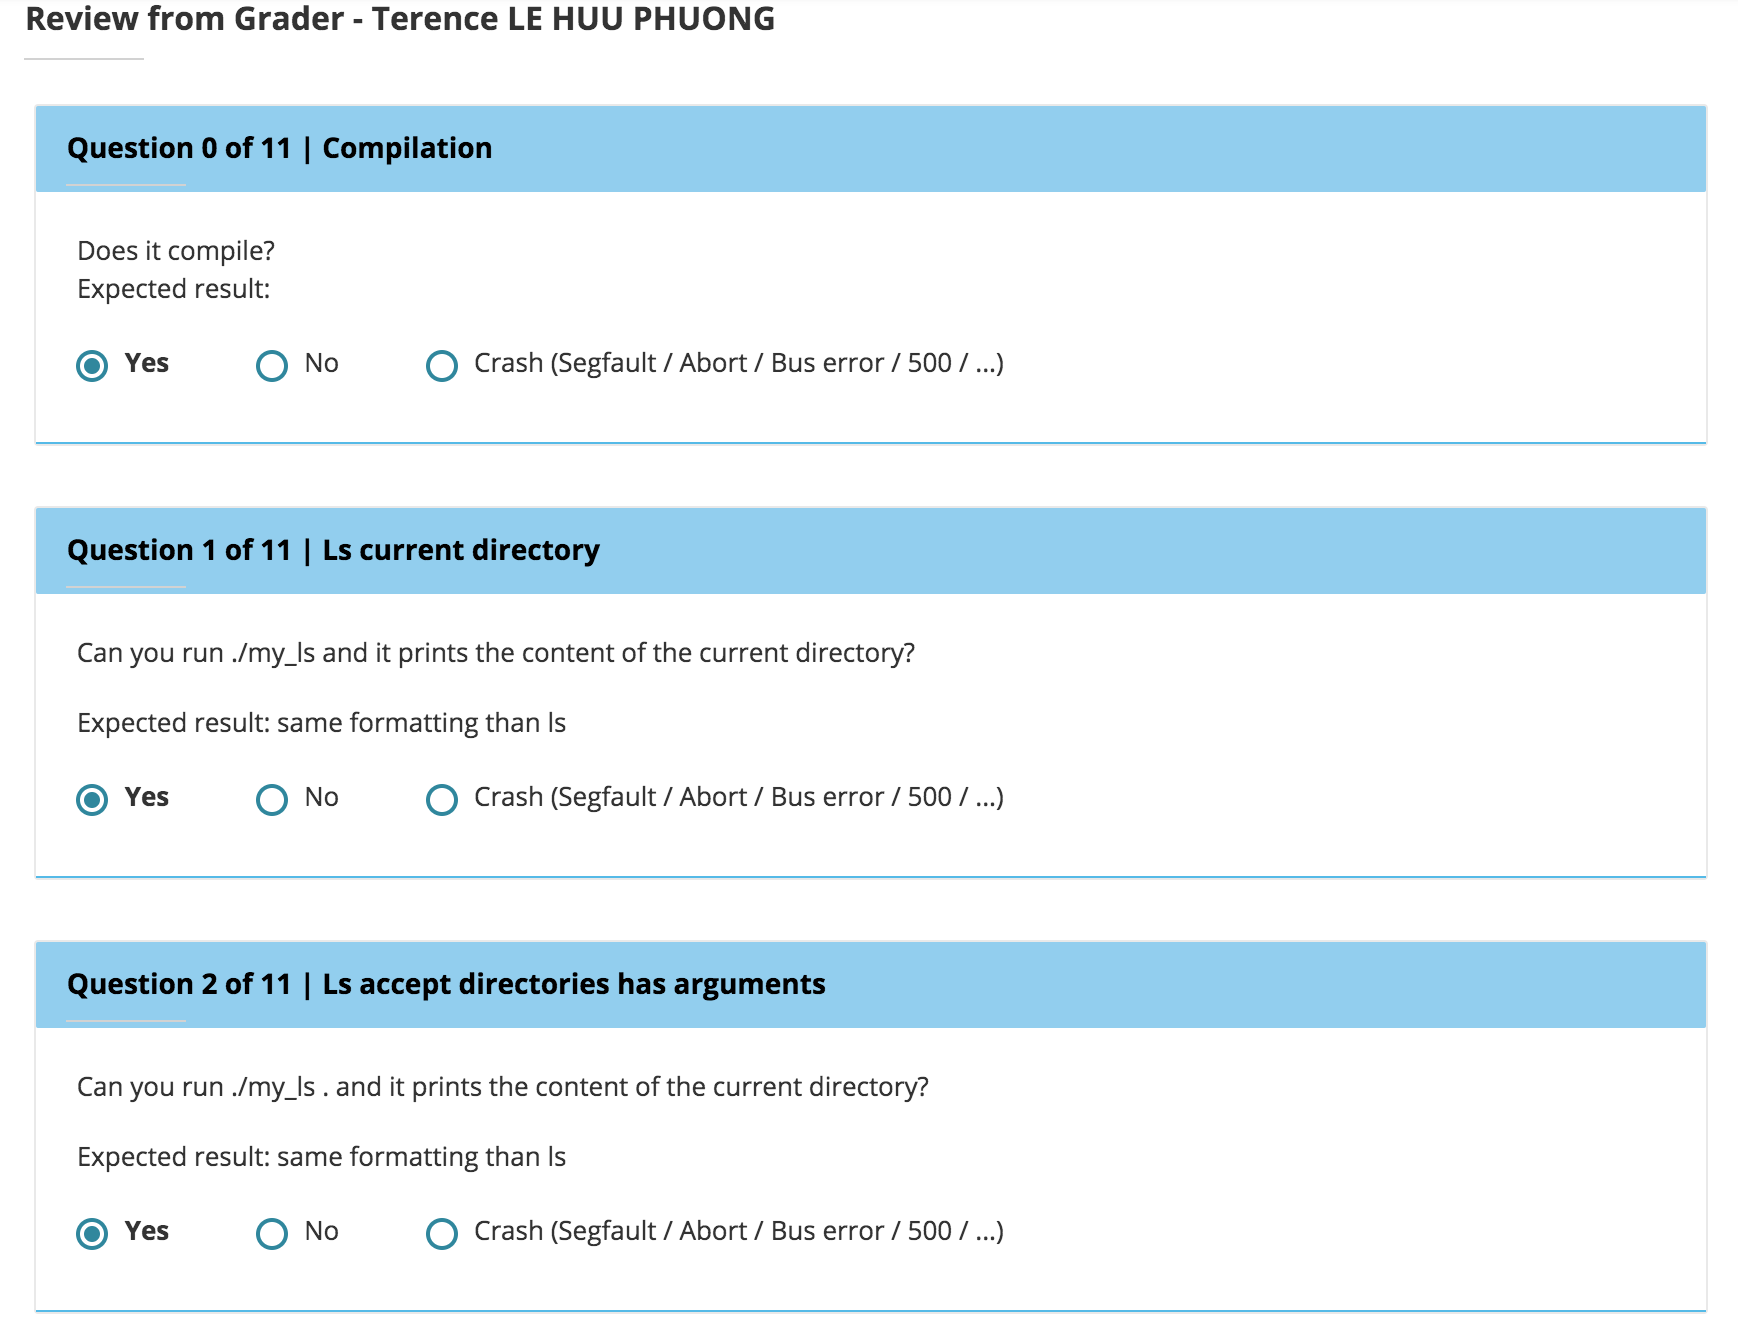 Review from Grader - Terence LE HUU PHUONG
Question 0 of 11 | Compilation
Does it compile?
Expected result:
Yes No Crash (Segfault / Abort / Bus error / 500 / ...)
Question 1 of 11 | Ls current directory
Can you run ./my_ls and it prints the content of the current directory?
Expected result: same formatting than ls
Yes No Crash (Segfault / Abort / Bus error / 500 / ...)
Question 2 of 11 | Ls accept directories has arguments
Can you run ./my_ls . and it prints the content of the current directory?
Expected result: same formatting than ls
Yes No Crash (Segfault / Abort / Bus error / 500 / ...)